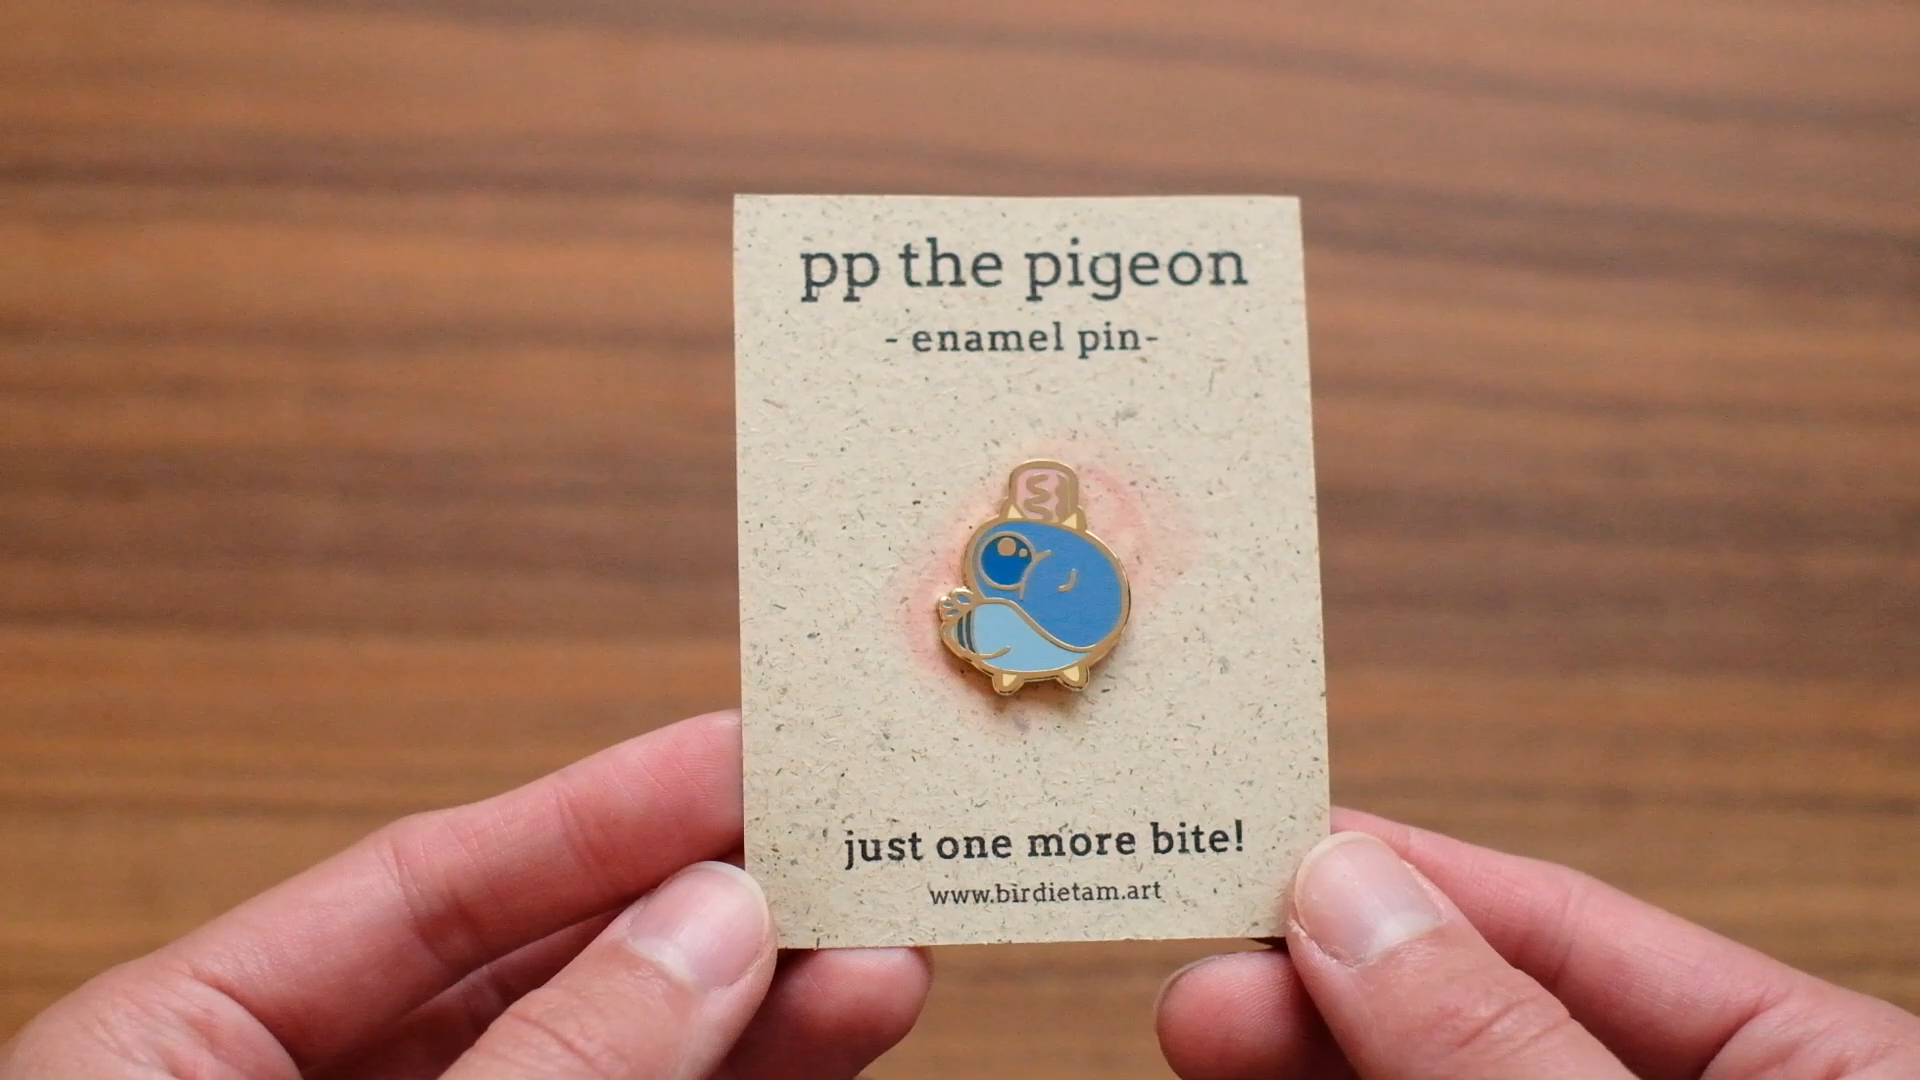 pp the pigeon
- enamel pin-
just one more bite!
www.birdietam.art